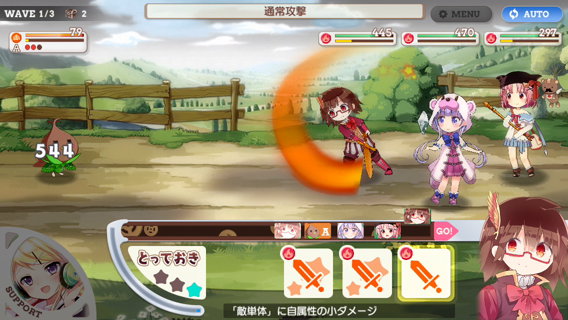 WAVE 1/3
2
通常攻撃
MENU
AUTO
79
A
445
470
297
544
A
GO!
とっておき
SUPPORT
「敵単体」に自属性の小ダメージ